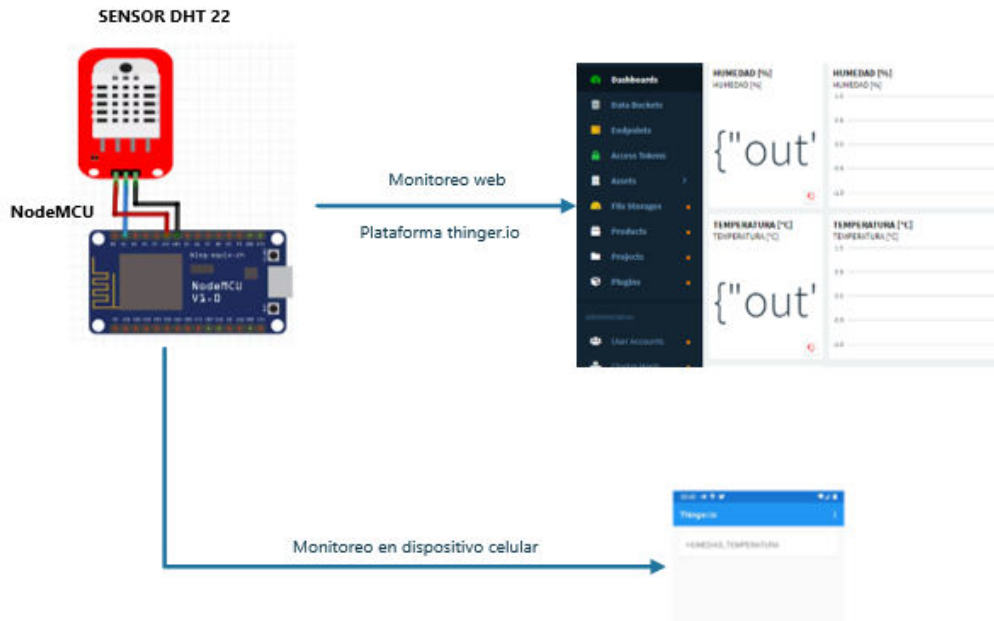 SENSOR DHT 22
NodeMCU
NodeMCU
V1.0
Monitoreo web
Plataforma thinger.io
Dashboards
Data Buckets
Endpoints
Access Tokens
Assets
File Storages
Products
Projects
Plugins
User Accounts
HUMEDAD [%]
HUMEDAD [%]
{"out'
HUMEDAD [%]
HUMEDAD [%]
TEMPERATURA [°C]
TEMPERATURA [°C]
{"out'
TEMPERATURA [°C]
TEMPERATURA [°C]
Monitoreo en dispositivo celular
Thinger.io
HUMEDAD, TEMPERATURA